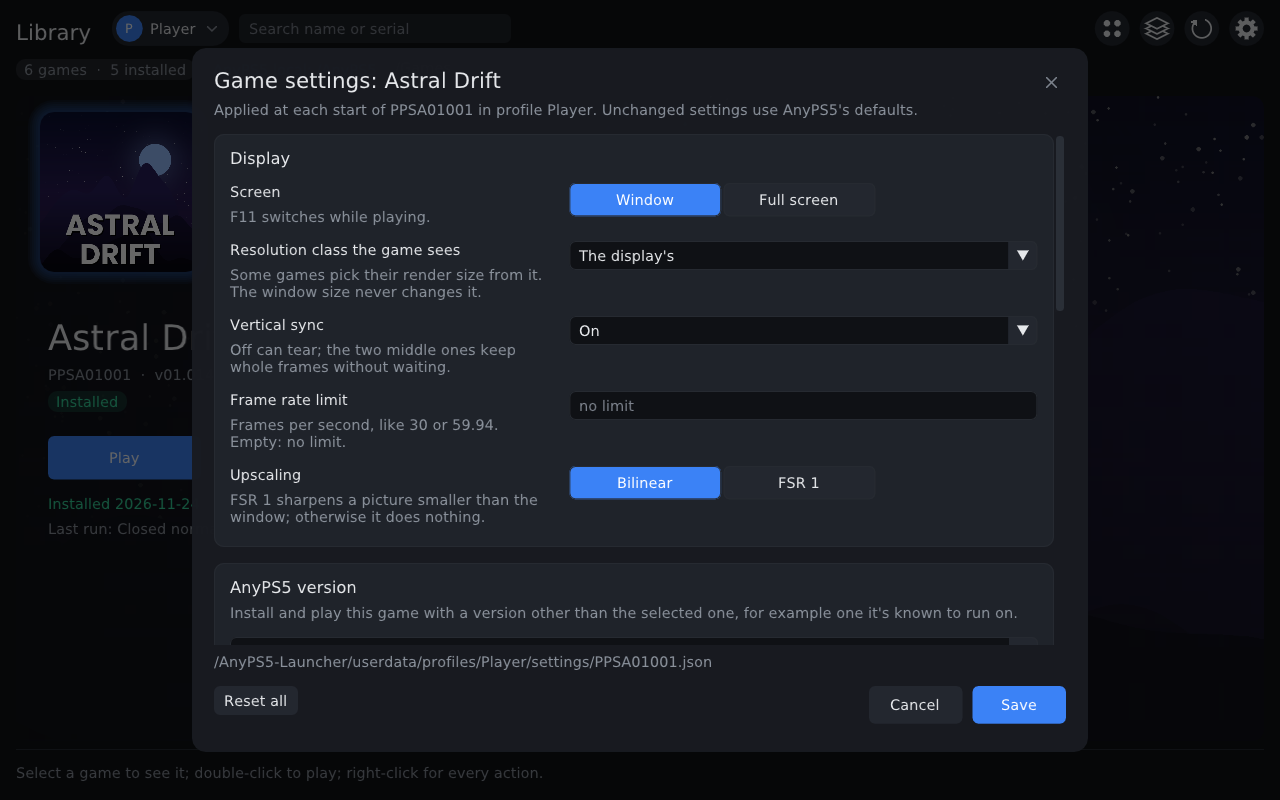 Library
P
Player
Search name or serial
6 games · 5 installed
Game settings: Astral Drift
Applied at each start of PPSA01001 in profile Player. Unchanged settings use AnyPS5's defaults.
Display
Screen
F11 switches while playing.
Window
Full screen
Resolution class the game sees
Some games pick their render size from it.
The window size never changes it.
The display's
Vertical sync
Off can tear; the two middle ones keep
whole frames without waiting.
On
Frame rate limit
Frames per second, like 30 or 59.94.
Empty: no limit.
no limit
Upscaling
FSR 1 sharpens a picture smaller than the
window; otherwise it does nothing.
Bilinear
FSR 1
AnyPS5 version
Install and play this game with a version other than the selected one, for example one it's known to run on.
/AnyPS5-Launcher/userdata/profiles/Player/settings/PPSA01001.json
Reset all
Cancel
Save
ASTRAL
DRIFT
Astral
PPSA01001 ·
Installed
Play
Installed
Last run: Closed
Select a game to see it; double-click to play; right-click for every action.